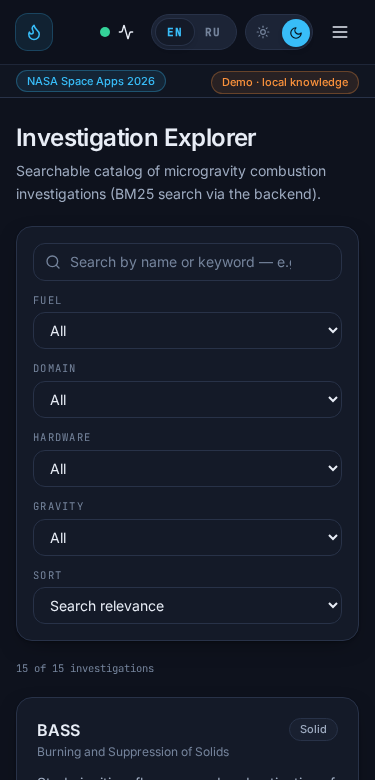 EN RU
NASA Space Apps 2026
Demo · local knowledge
Investigation Explorer
Searchable catalog of microgravity combustion
investigations (BM25 search via the backend).
Search by name or keyword — e.g
FUEL
All
DOMAIN
All
HARDWARE
All
GRAVITY
All
SORT
Search relevance
15 of 15 investigations
BASS
Solid
Burning and Suppression of Solids